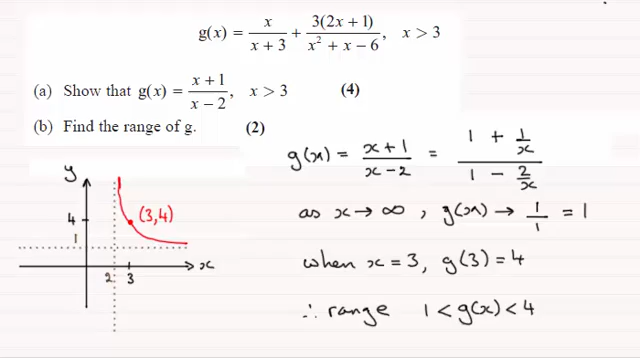 g(x) = x/(x + 3) + 3(2x + 1)/(x² + x − 6), x > 3
(a) Show that g(x) = (x + 1)/(x − 2), x > 3 (4)
(b) Find the range of g. (2)
g(x) = (x + 1)/(x − 2) = (1 + 1/x)/(1 − 2/x)
as x → ∞, g(x) → 1/1 = 1
when x = 3, g(3) = 4
∴ range 1 < g(x) < 4
y
4
(3,4)
1
2 3
x